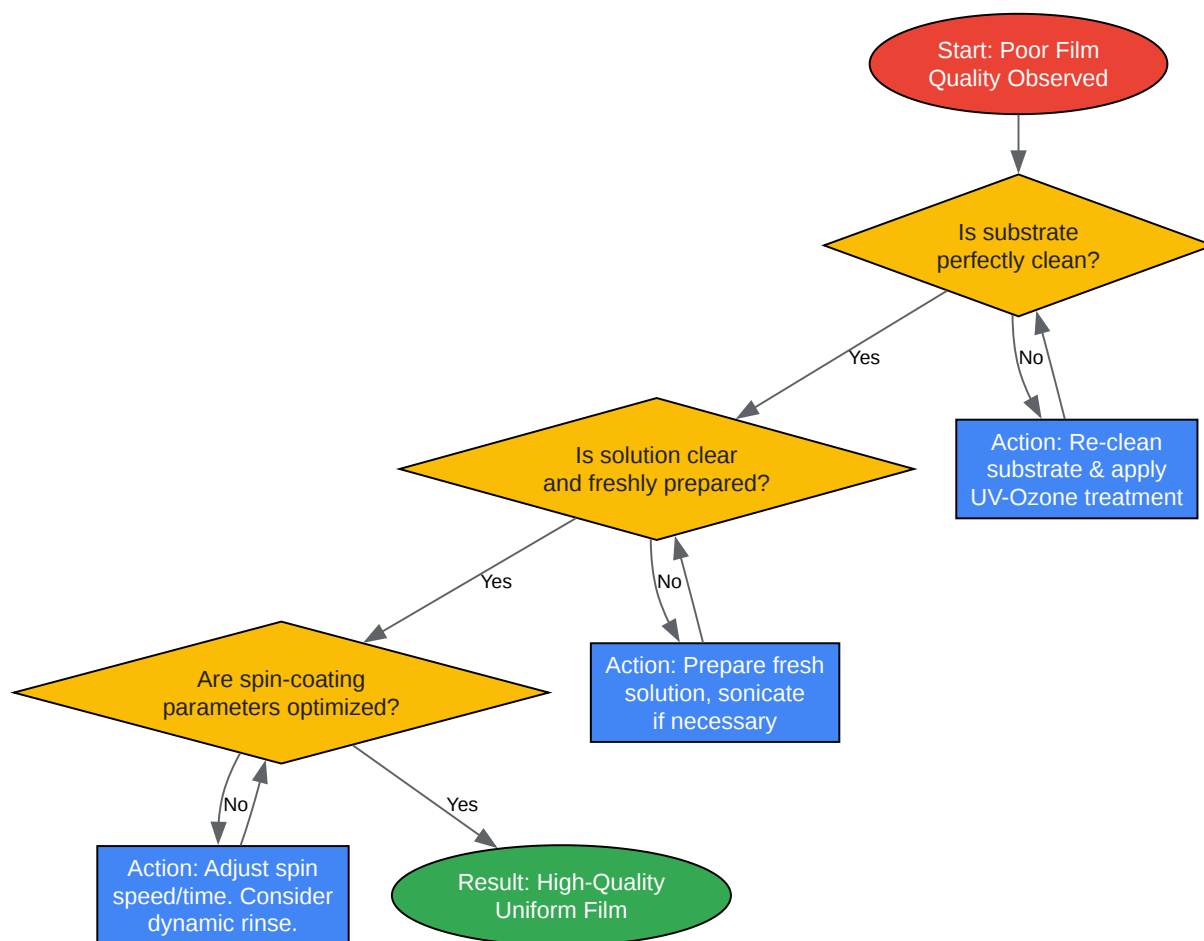 Start: Poor Film
Quality Observed
Is substrate
perfectly clean?
Yes
No
Action: Re-clean
substrate & apply
UV-Ozone treatment
Is solution clear
and freshly prepared?
Yes
No
Action: Prepare fresh
solution, sonicate
if necessary
Are spin-coating
parameters optimized?
No
Yes
Action: Adjust spin
speed/time. Consider
dynamic rinse.
Result: High-Quality
Uniform Film